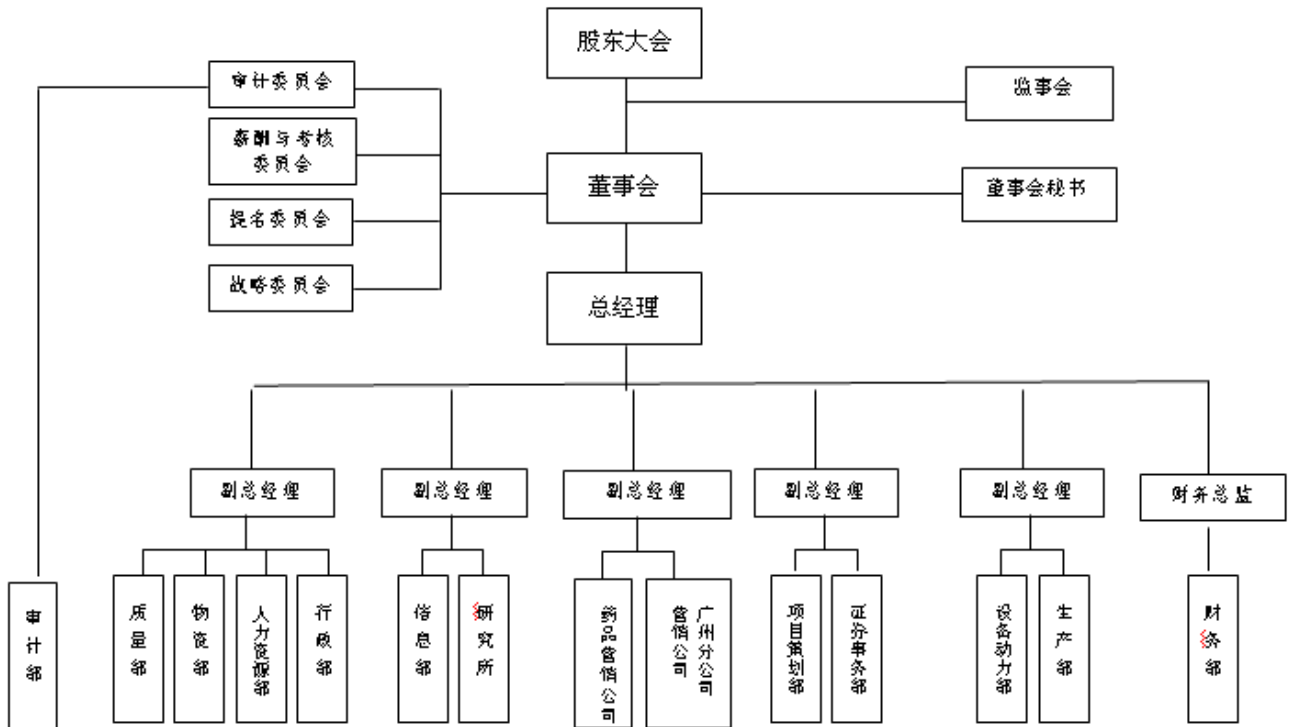 股东大会
审计委员会
监事会
薪酬与考核
委员会
董事会
董事会秘书
提名委员会
战略委员会
总经理
副总经理
副总经理
副总经理
副总经理
副总经理
财务总监
审计部
质量部
物资部
人力资源部
行政部
信息部
研究所
药品营销公司
广州分公司
营销公司
项目策划部
证券事务部
设备动力部
生产部
财务部